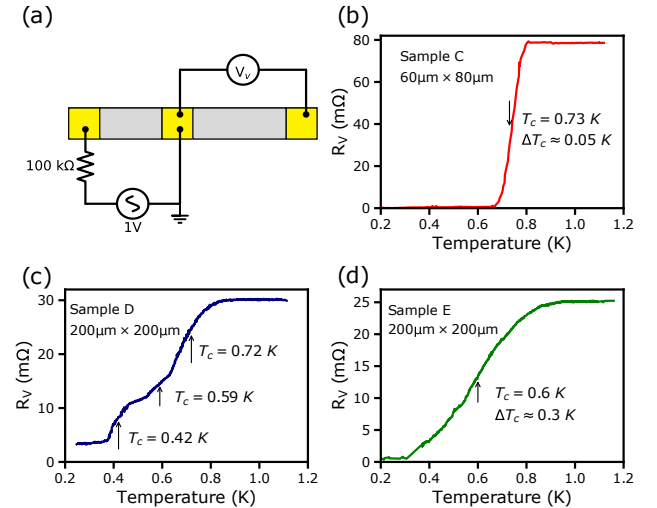 (a)
V_v
100 kΩ
1V
(b)
80
60
40
20
0
R_V (mΩ)
Sample C
60μm × 80μm
T_c = 0.73 K
ΔT_c ≈ 0.05 K
0.2 0.4 0.6 0.8 1.0 1.2
Temperature (K)
(c)
30
20
10
0
R_V (mΩ)
Sample D
200μm × 200μm
T_c = 0.72 K
T_c = 0.59 K
T_c = 0.42 K
0.2 0.4 0.6 0.8 1.0 1.2
Temperature (K)
(d)
25
20
15
10
5
0
R_V (mΩ)
Sample E
200μm × 200μm
T_c = 0.6 K
ΔT_c ≈ 0.3 K
0.2 0.4 0.6 0.8 1.0 1.2
Temperature (K)